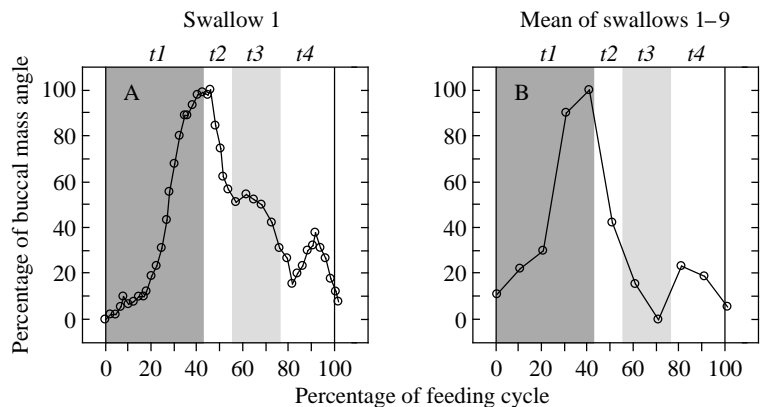 Swallow 1
Mean of swallows 1–9
t1 t2 t3 t4
t1 t2 t3 t4
Percentage of buccal mass angle
A
100
80
60
40
20
0
0 20 40 60 80 100
B
100
80
60
40
20
0
0 20 40 60 80 100
Percentage of feeding cycle